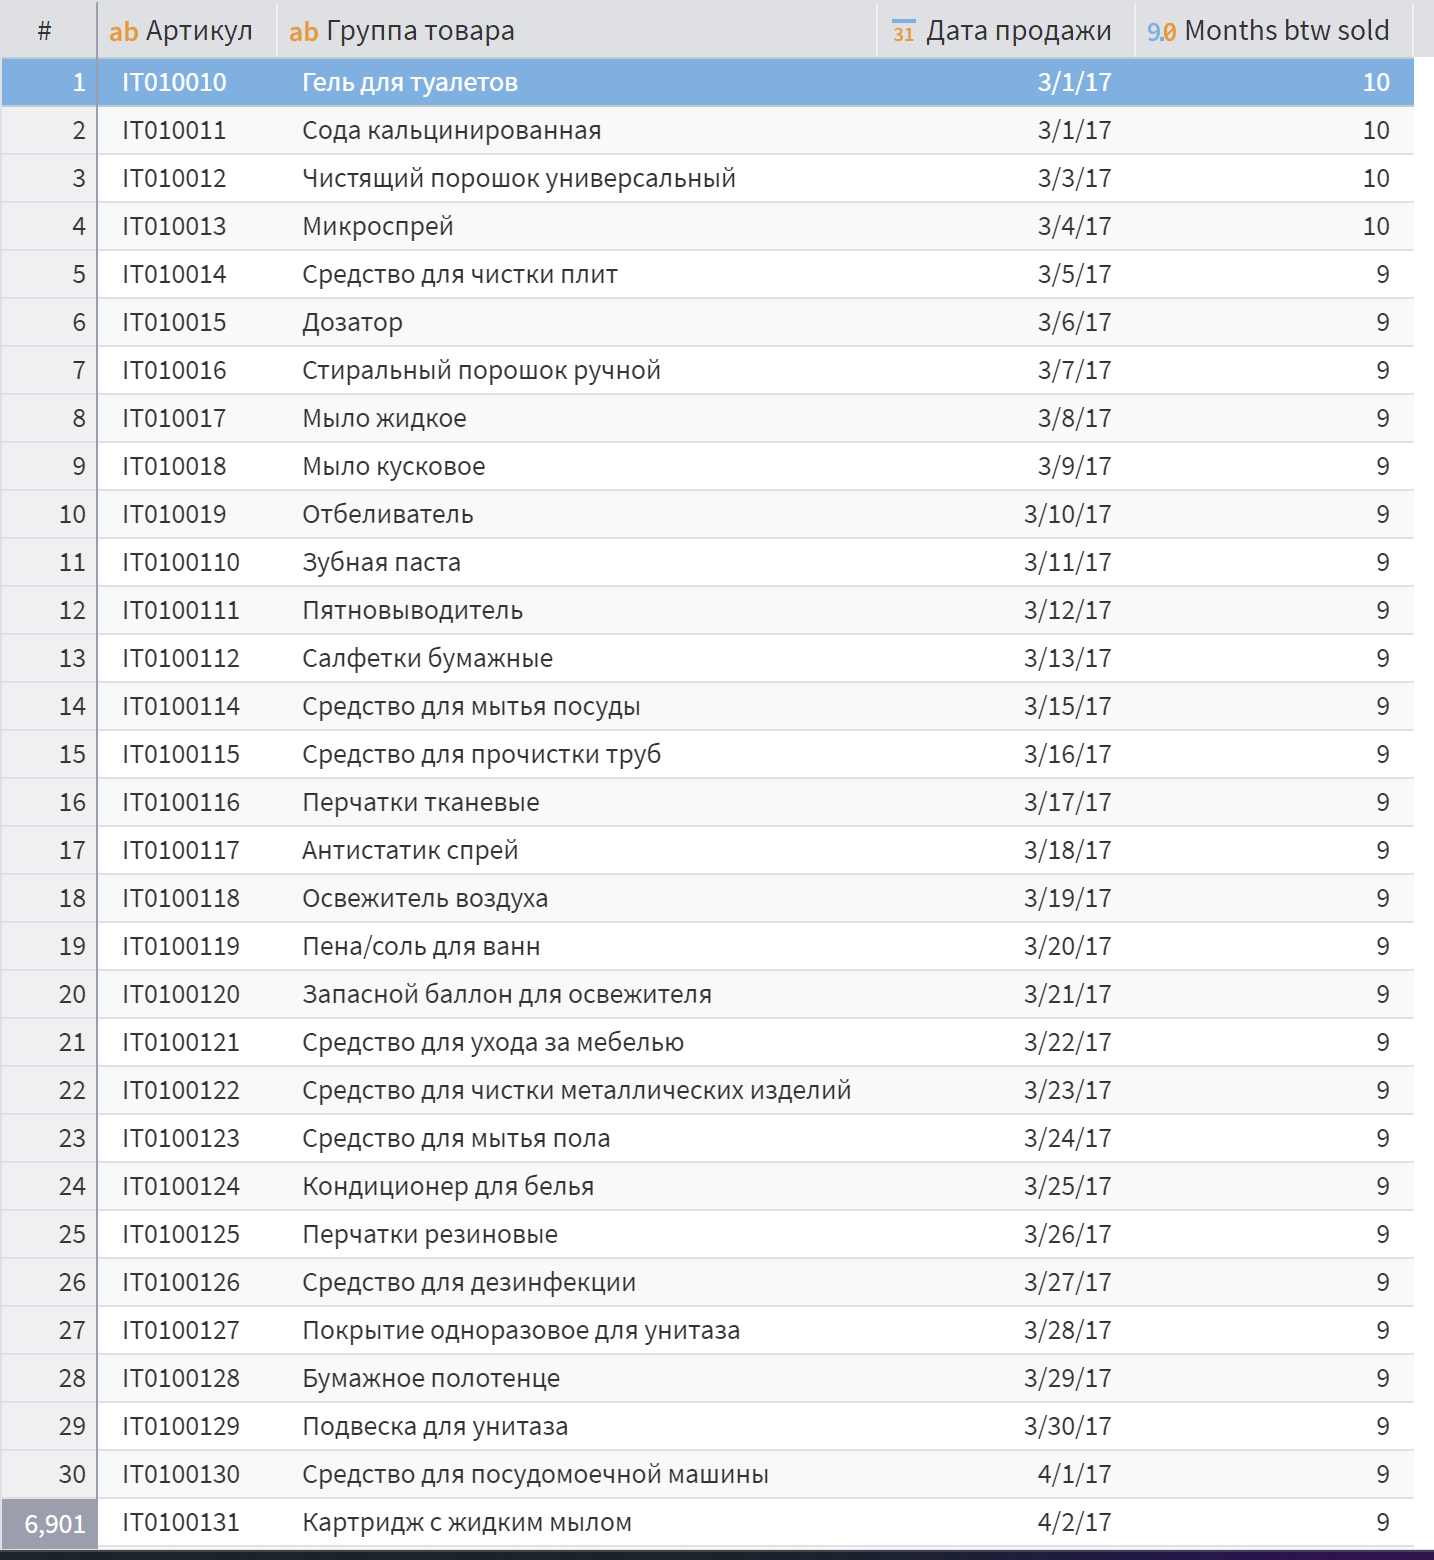 # ab Артикул ab Группа товара 31 Дата продажи 9.0 Months btw sold
1 IT010010 Гель для туалетов 3/1/17 10
2 IT010011 Сода кальцинированная 3/1/17 10
3 IT010012 Чистящий порошок универсальный 3/3/17 10
4 IT010013 Микроспрей 3/4/17 10
5 IT010014 Средство для чистки плит 3/5/17 9
6 IT010015 Дозатор 3/6/17 9
7 IT010016 Стиральный порошок ручной 3/7/17 9
8 IT010017 Мыло жидкое 3/8/17 9
9 IT010018 Мыло кусковое 3/9/17 9
10 IT010019 Отбеливатель 3/10/17 9
11 IT0100110 Зубная паста 3/11/17 9
12 IT0100111 Пятновыводитель 3/12/17 9
13 IT0100112 Салфетки бумажные 3/13/17 9
14 IT0100114 Средство для мытья посуды 3/15/17 9
15 IT0100115 Средство для прочистки труб 3/16/17 9
16 IT0100116 Перчатки тканевые 3/17/17 9
17 IT0100117 Антистатик спрей 3/18/17 9
18 IT0100118 Освежитель воздуха 3/19/17 9
19 IT0100119 Пена/соль для ванн 3/20/17 9
20 IT0100120 Запасной баллон для освежителя 3/21/17 9
21 IT0100121 Средство для ухода за мебелью 3/22/17 9
22 IT0100122 Средство для чистки металлических изделий 3/23/17 9
23 IT0100123 Средство для мытья пола 3/24/17 9
24 IT0100124 Кондиционер для белья 3/25/17 9
25 IT0100125 Перчатки резиновые 3/26/17 9
26 IT0100126 Средство для дезинфекции 3/27/17 9
27 IT0100127 Покрытие одноразовое для унитаза 3/28/17 9
28 IT0100128 Бумажное полотенце 3/29/17 9
29 IT0100129 Подвеска для унитаза 3/30/17 9
30 IT0100130 Средство для посудомоечной машины 4/1/17 9
6,901 IT0100131 Картридж с жидким мылом 4/2/17 9